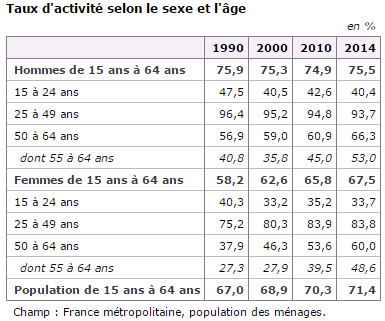 Taux d'activité selon le sexe et l'âge
en %
1990 2000 2010 2014
Hommes de 15 ans à 64 ans 75,9 75,3 74,9 75,5
15 à 24 ans 47,5 40,5 42,6 40,4
25 à 49 ans 96,4 95,2 94,8 93,7
50 à 64 ans 56,9 59,0 60,9 66,3
dont 55 à 64 ans 40,8 35,8 45,0 53,0
Femmes de 15 ans à 64 ans 58,2 62,6 65,8 67,5
15 à 24 ans 40,3 33,2 35,2 33,7
25 à 49 ans 75,2 80,3 83,9 83,8
50 à 64 ans 37,9 46,3 53,6 60,0
dont 55 à 64 ans 27,3 27,9 39,5 48,6
Population de 15 ans à 64 ans 67,0 68,9 70,3 71,4
Champ : France métropolitaine, population des ménages.